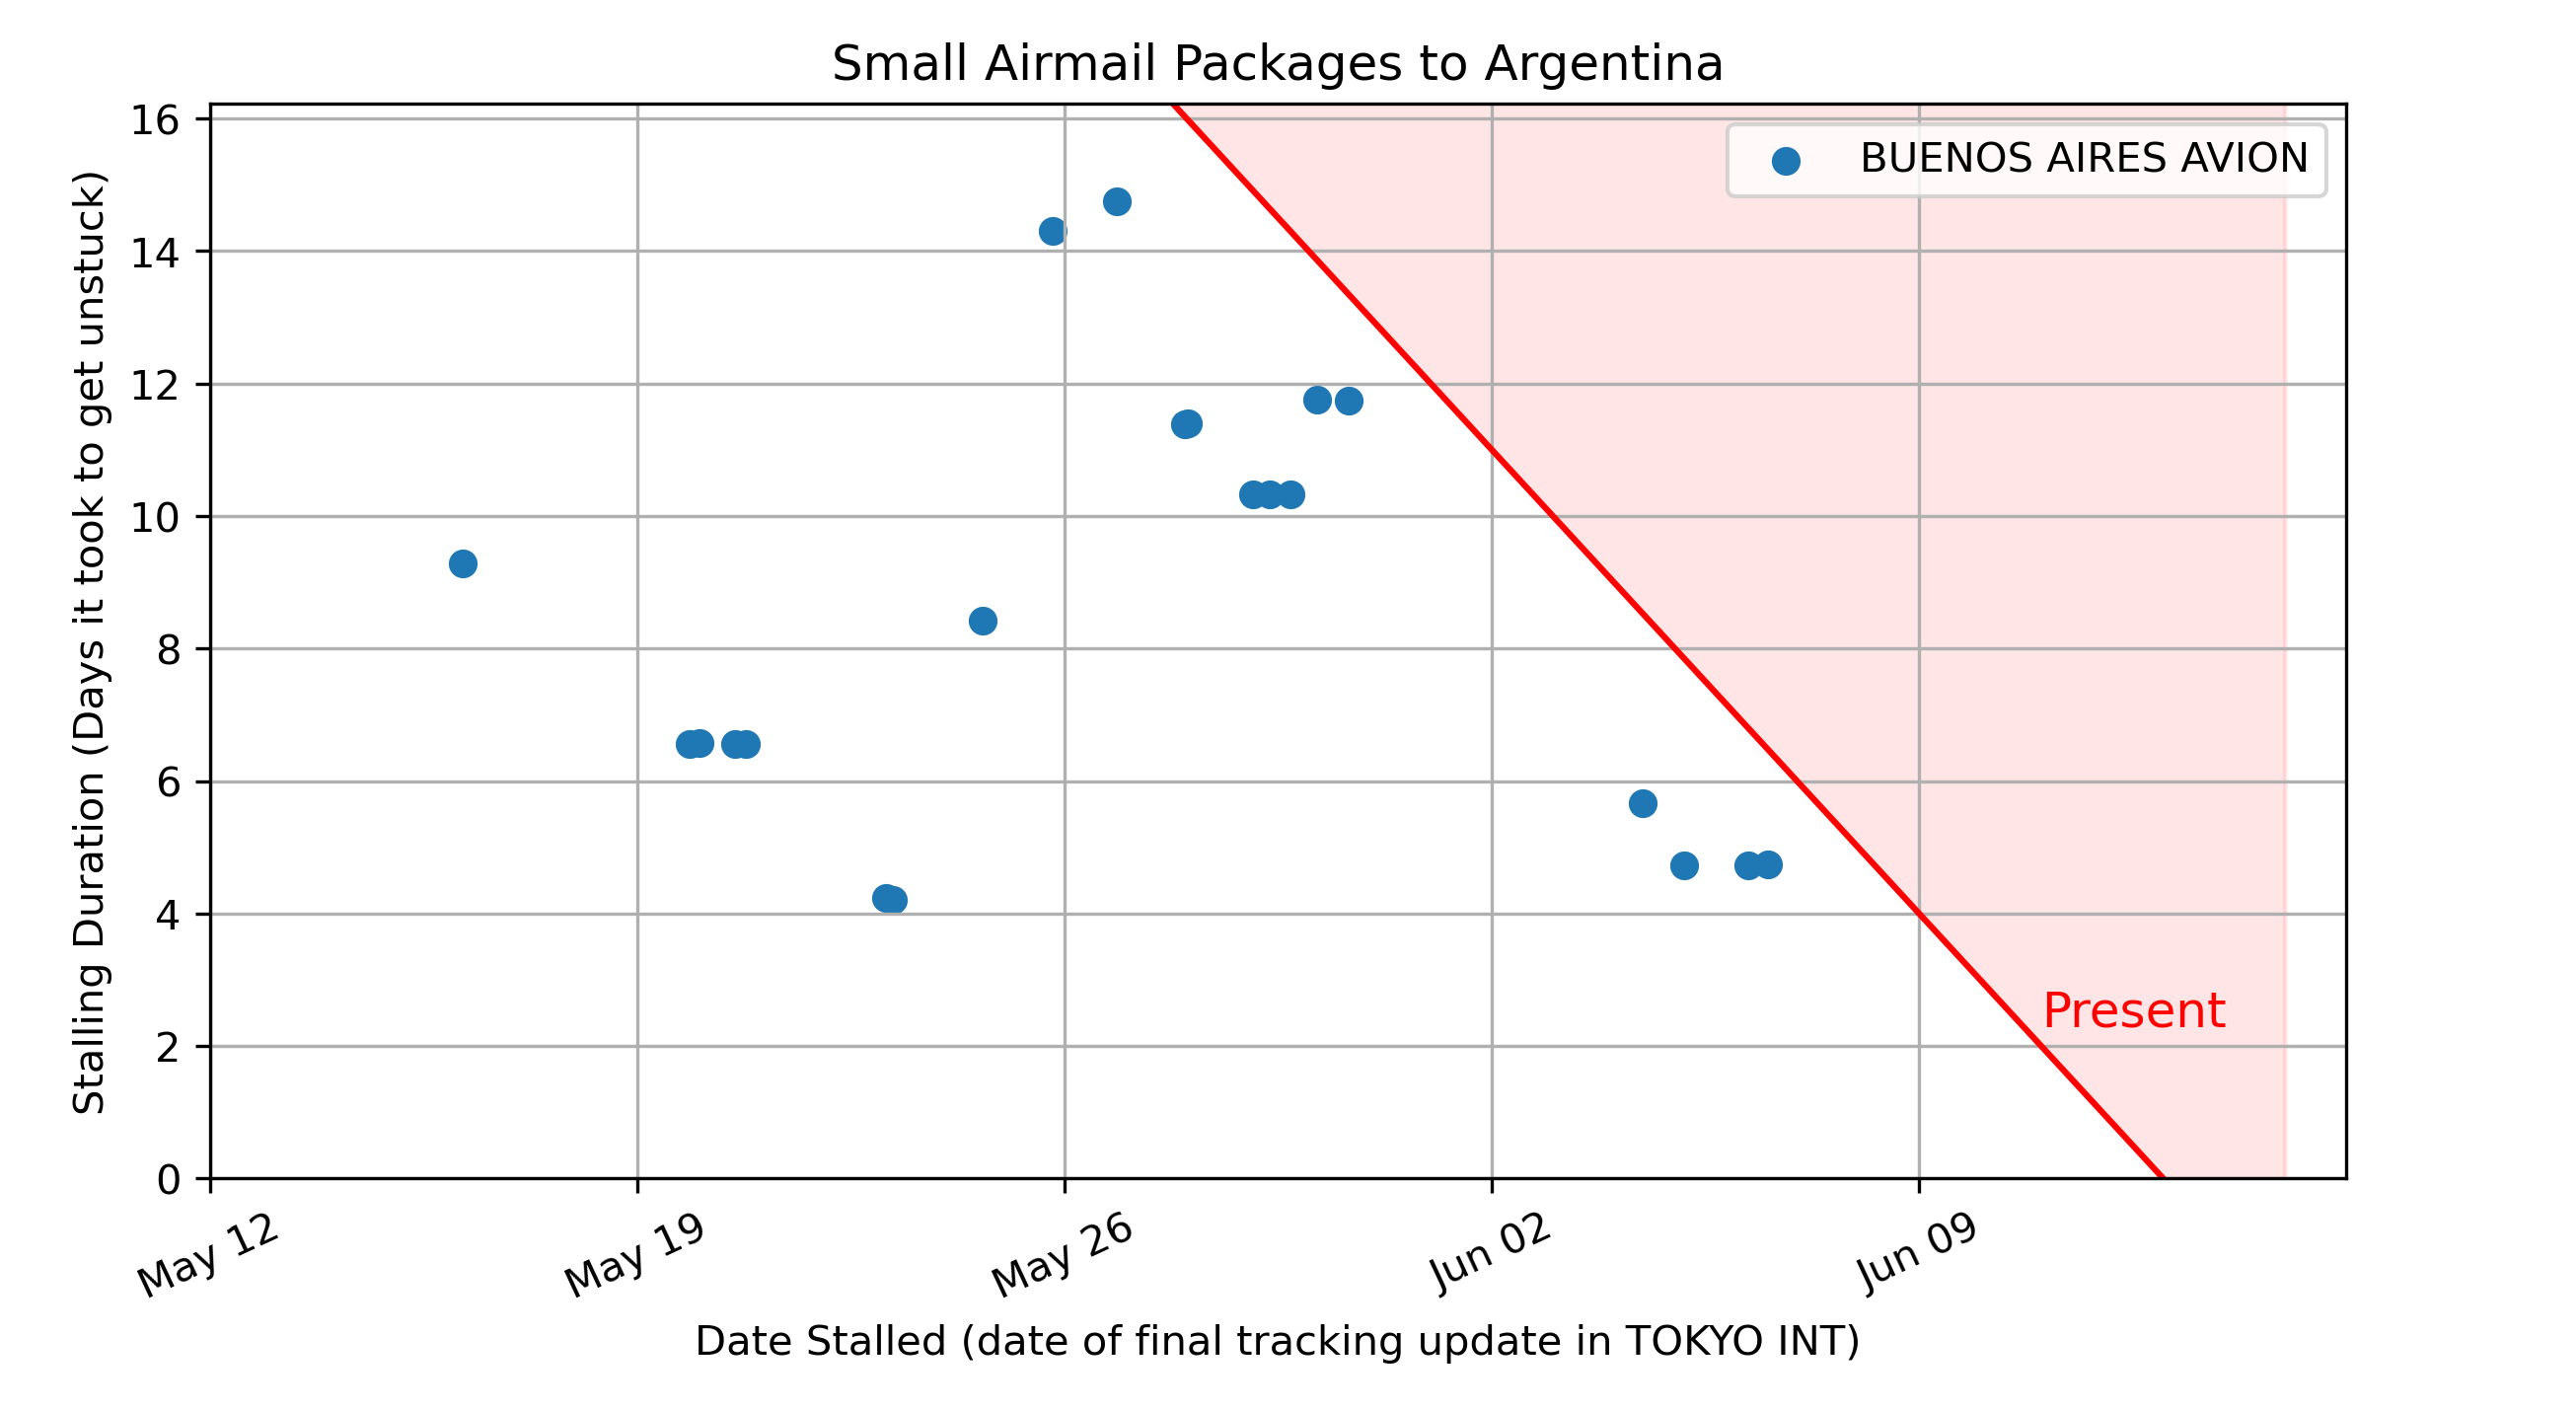 Small Airmail Packages to Argentina
BUENOS AIRES AVION
Stalling Duration (Days it took to get unstuck)
16
14
12
10
8
6
4
2
0
Present
May 12
May 19
May 26
Jun 02
Jun 09
Date Stalled (date of final tracking update in TOKYO INT)